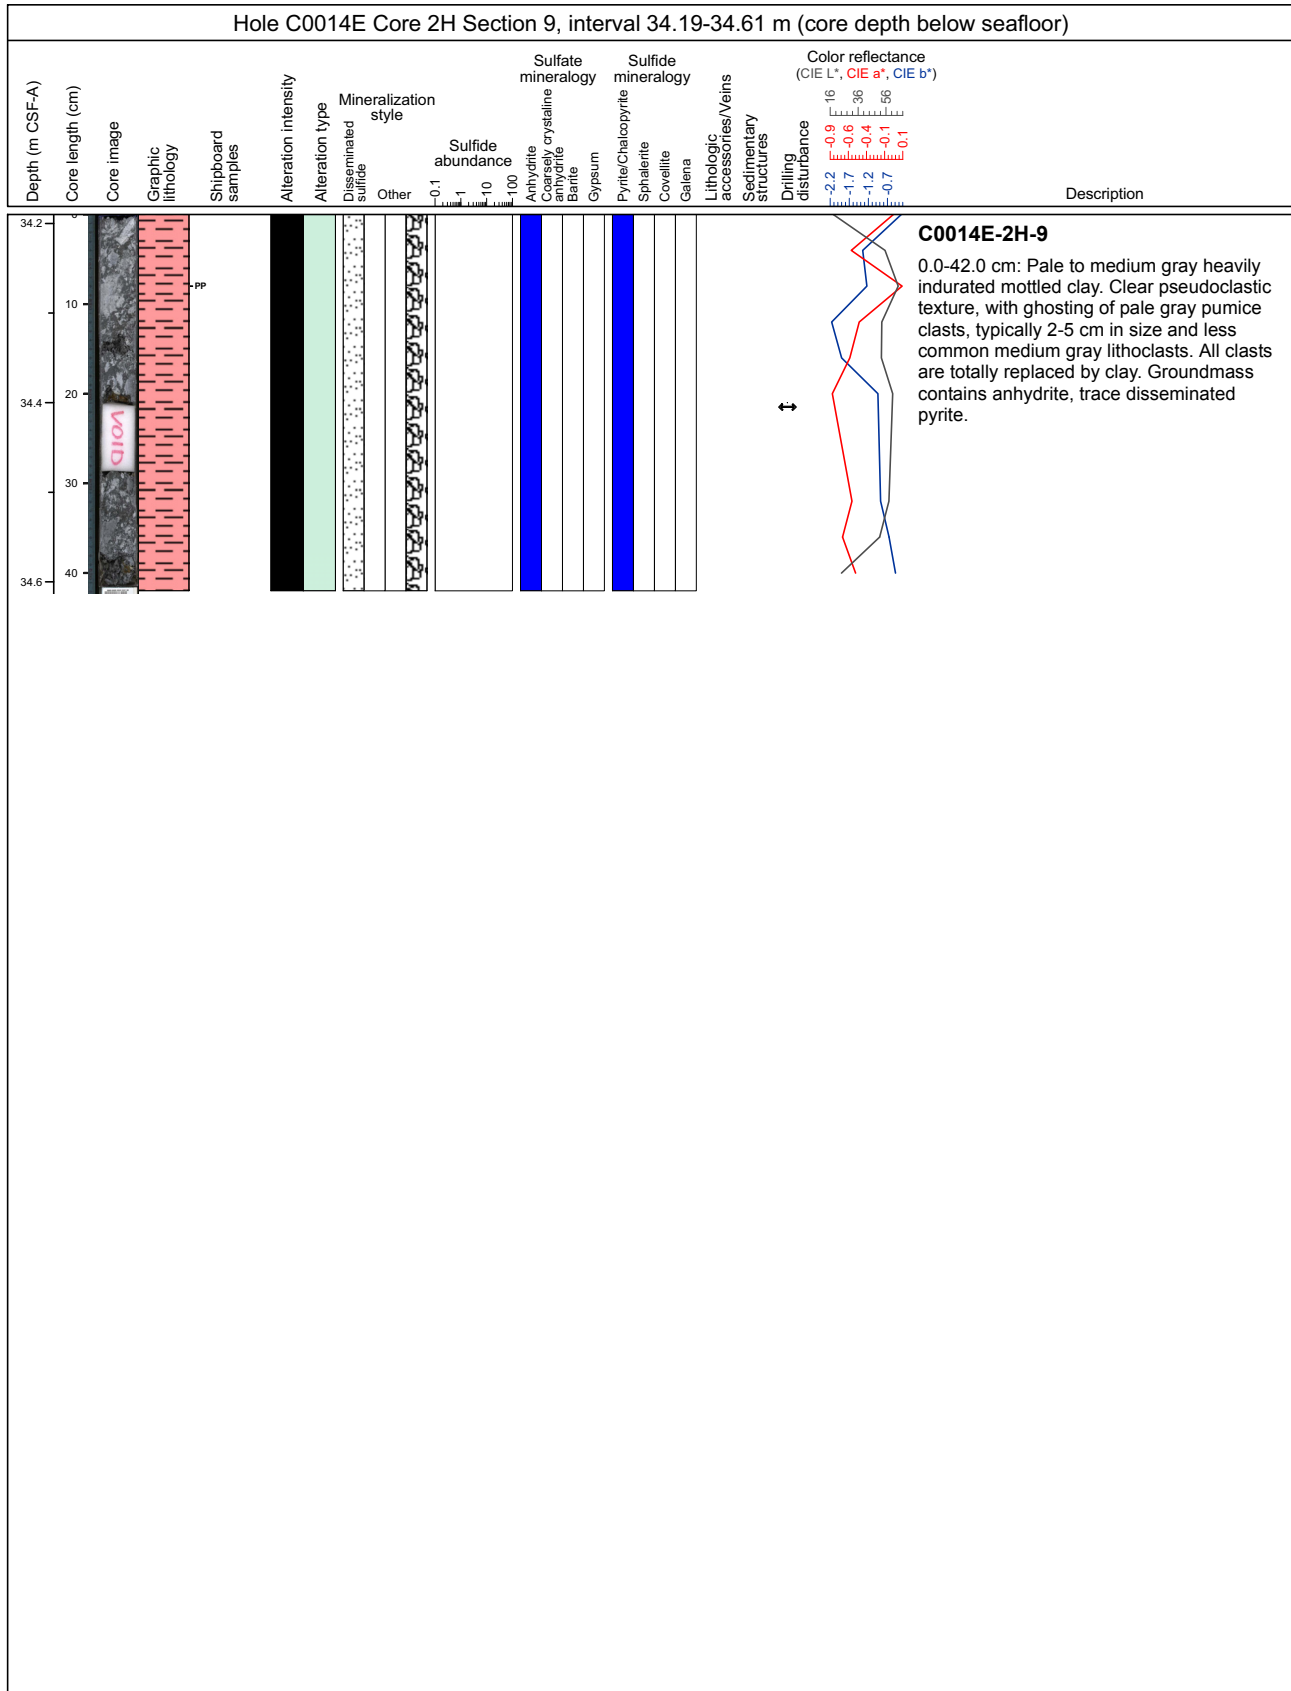 Hole C0014E Core 2H Section 9, interval 34.19-34.61 m (core depth below seafloor)
Depth (m CSF-A)
Core length (cm)
Core image
Graphic
lithology
Shipboard
samples
Alteration intensity
Alteration type
Mineralization
style
Disseminated
sulfide
Other
Sulfide
abundance
0.1
1
10
100
Sulfate
mineralogy
Anhydrite
Coarsely crystaline
anhydrite
Barite
Gypsum
Sulfide
mineralogy
Pyrite/Chalcopyrite
Sphalerite
Covellite
Galena
Lithologic
accessories/Veins
Sedimentary
structures
Drilling
disturbance
Color reflectance
(CIE L*, CIE a*, CIE b*)
16
36
56
-0.9
-0.6
-0.4
-0.1
0.1
-2.2
-1.7
-1.2
-0.7
Description
34.2
34.4
34.6
10
20
30
40
VOID
PP
C0014E-2H-9
0.0-42.0 cm: Pale to medium gray heavily
indurated mottled clay. Clear pseudoclastic
texture, with ghosting of pale gray pumice
clasts, typically 2-5 cm in size and less
common medium gray lithoclasts. All clasts
are totally replaced by clay. Groundmass
contains anhydrite, trace disseminated
pyrite.